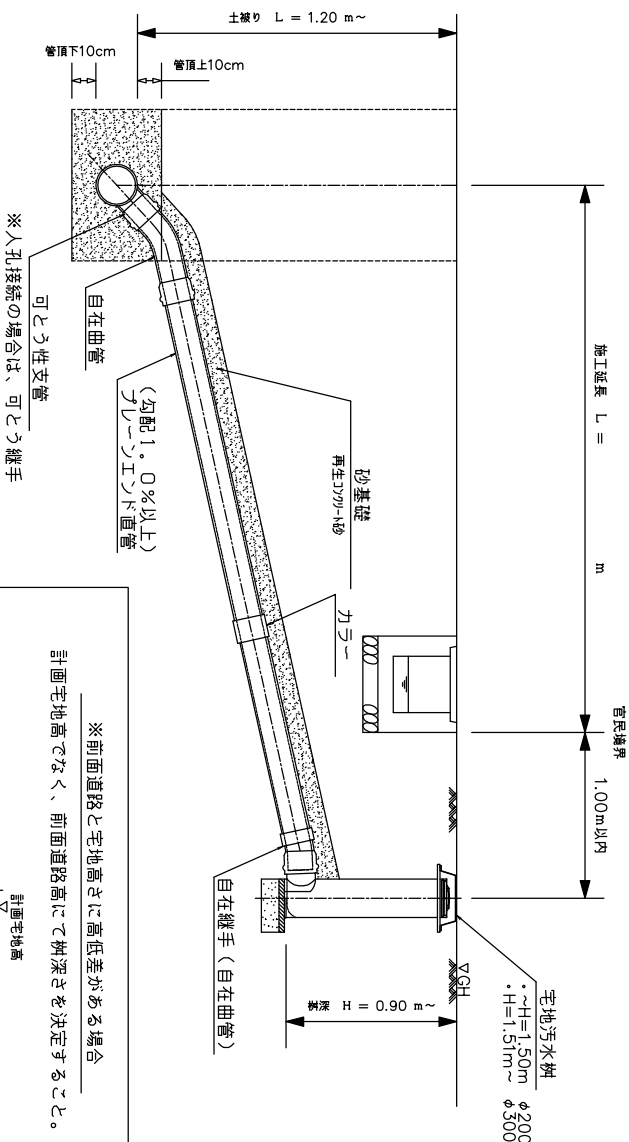 土被り L = 1.20 m~
管頂下10cm
管頂上10cm
施工延長 L = m
官民境界
1.00m以内
宅地汚水桝
・~H=1.50m φ200
・H=1.51m~ φ300
▽GH
桝深 H = 0.90 m~
砂基礎
再生コンクリート砂
カラー
自在曲管
可とう性支管
※人孔接続の場合は、可とう継手
(勾配1.0%以上)
プレーンエンド直管
自在継手(自在曲管)
※前面道路と宅地高さに高低差がある場合
計画宅地高でなく、前面道路高にて桝深さを決定すること。
計画宅地高
▽